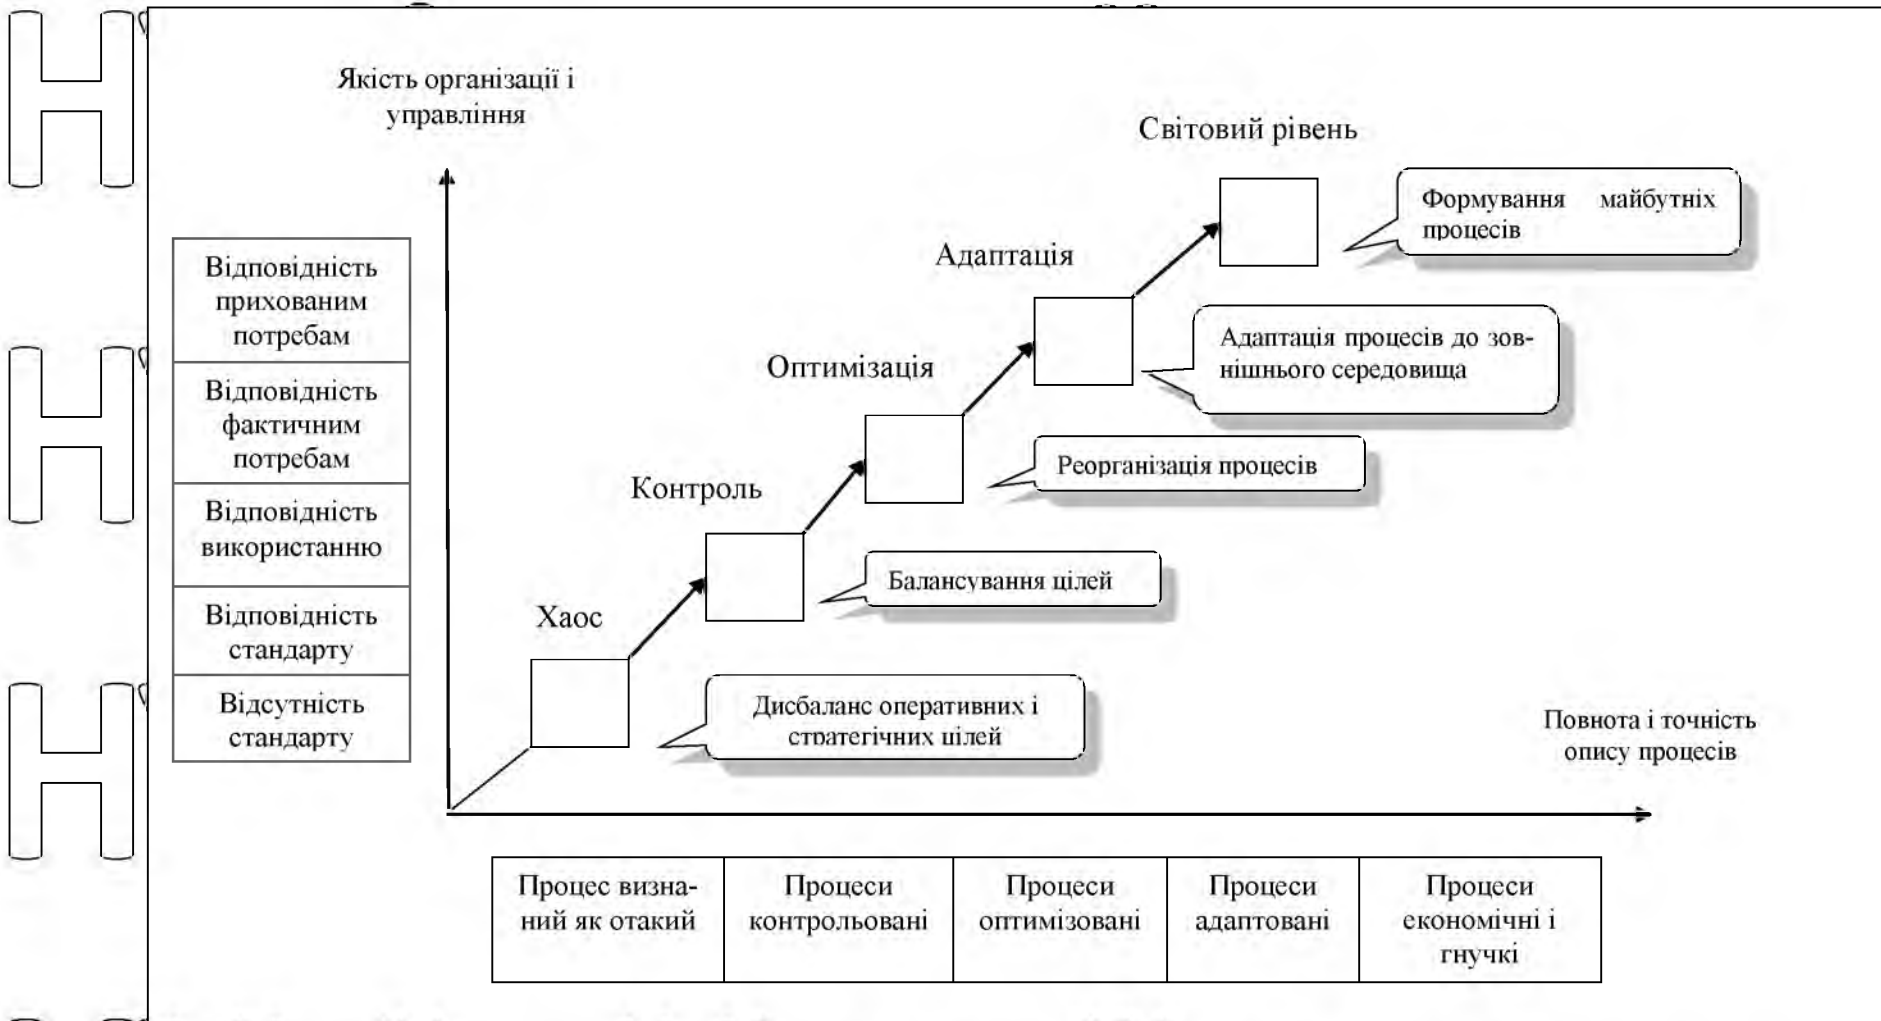 Якість організації і
управління
Світовий рівень
Формування майбутніх
процесів
Адаптація
Відповідність
прихованим
потребам
Адаптація процесів до зов-
нішнього середовища
Оптимізація
Відповідність
фактичним
потребам
Реорганізація процесів
Контроль
Відповідність
використанню
Балансування цілей
Хаос
Відповідність
стандарту
Відсутність
стандарту
Дисбаланс оперативних і
стратегічних цілей
Повнота і точність
опису процесів
Процес визна-
ний як отакий
Процеси
контрольовані
Процеси
оптимізовані
Процеси
адаптовані
Процеси
економічні і
гнучкі